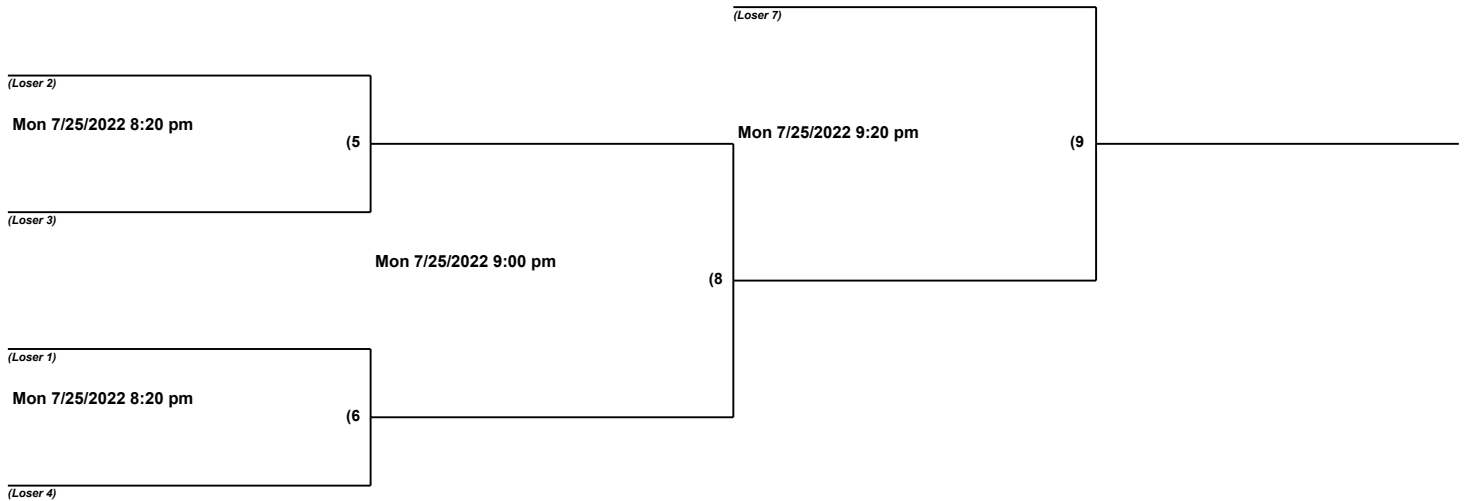 (Loser 7)
(Loser 2)
Mon 7/25/2022 8:20 pm
(5
Mon 7/25/2022 9:20 pm
(9
(Loser 3)
Mon 7/25/2022 9:00 pm
(8
(Loser 1)
Mon 7/25/2022 8:20 pm
(6
(Loser 4)